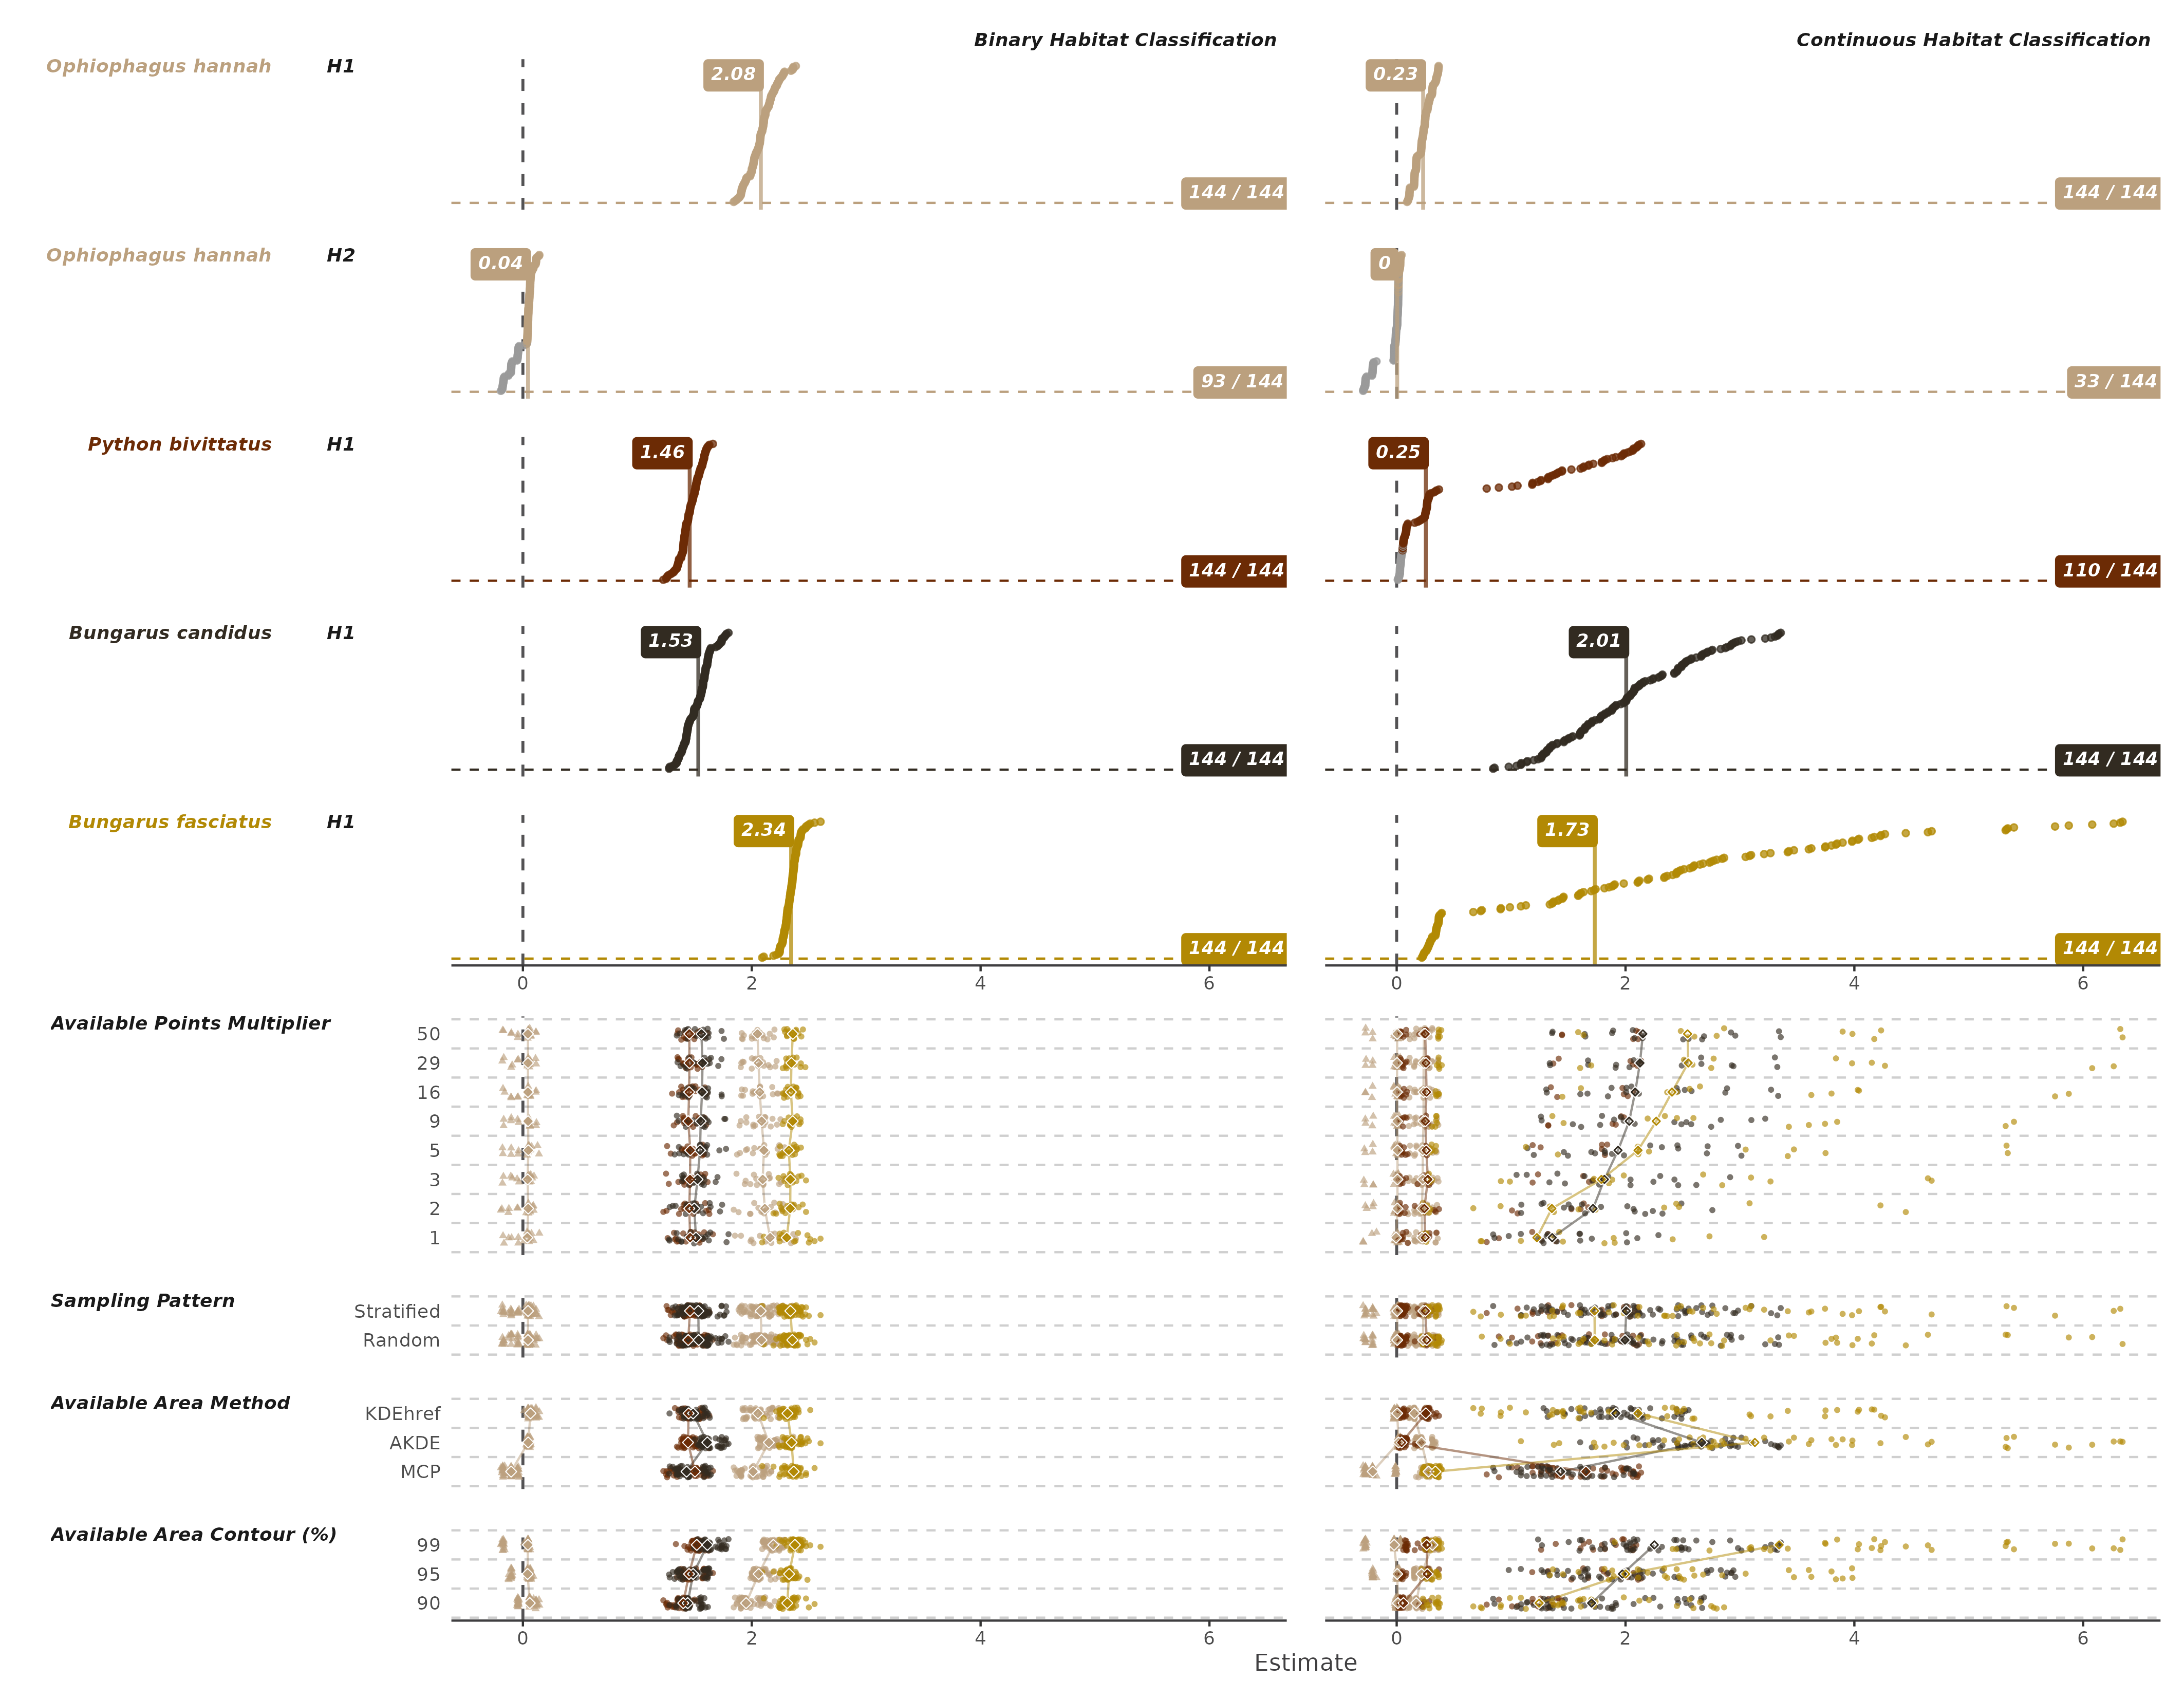 Binary Habitat Classification
Continuous Habitat Classification
Ophiophagus hannah H1
2.08
0.23
144 / 144
144 / 144
Ophiophagus hannah H2
0.04
0
93 / 144
33 / 144
Python bivittatus H1
1.46
0.25
144 / 144
110 / 144
Bungarus candidus H1
1.53
2.01
144 / 144
144 / 144
Bungarus fasciatus H1
2.34
1.73
144 / 144
144 / 144
0 2 4 6
0 2 4 6
Available Points Multiplier
50
29
16
9
5
3
2
1
Sampling Pattern
Stratified
Random
Available Area Method
KDEhref
AKDE
MCP
Available Area Contour (%)
99
95
90
0 2 4 6
0 2 4 6
Estimate